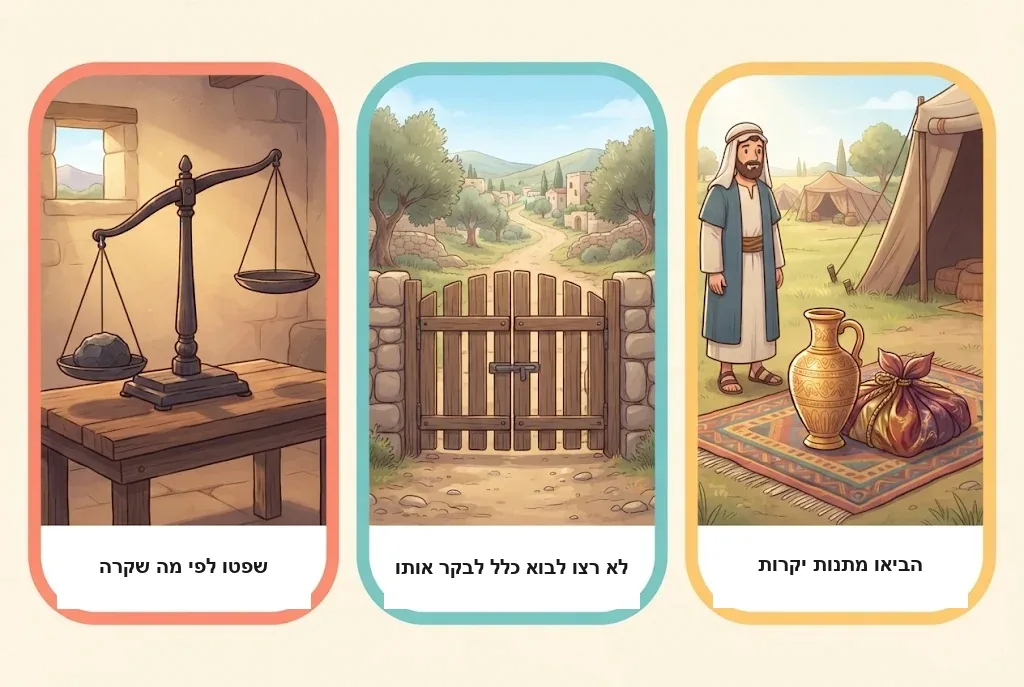 הביאו מתנות יקרות
לא רצו לבוא כלל לבקר אותו
שפטו לפי מה שקרה